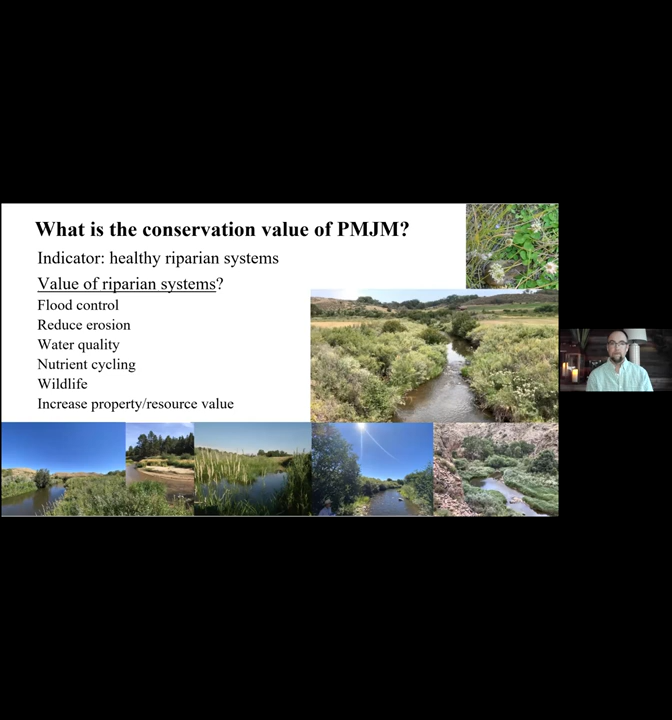 What is the conservation value of PMJM?
Indicator: healthy riparian systems
Value of riparian systems?
Flood control
Reduce erosion
Water quality
Nutrient cycling
Wildlife
Increase property/resource value